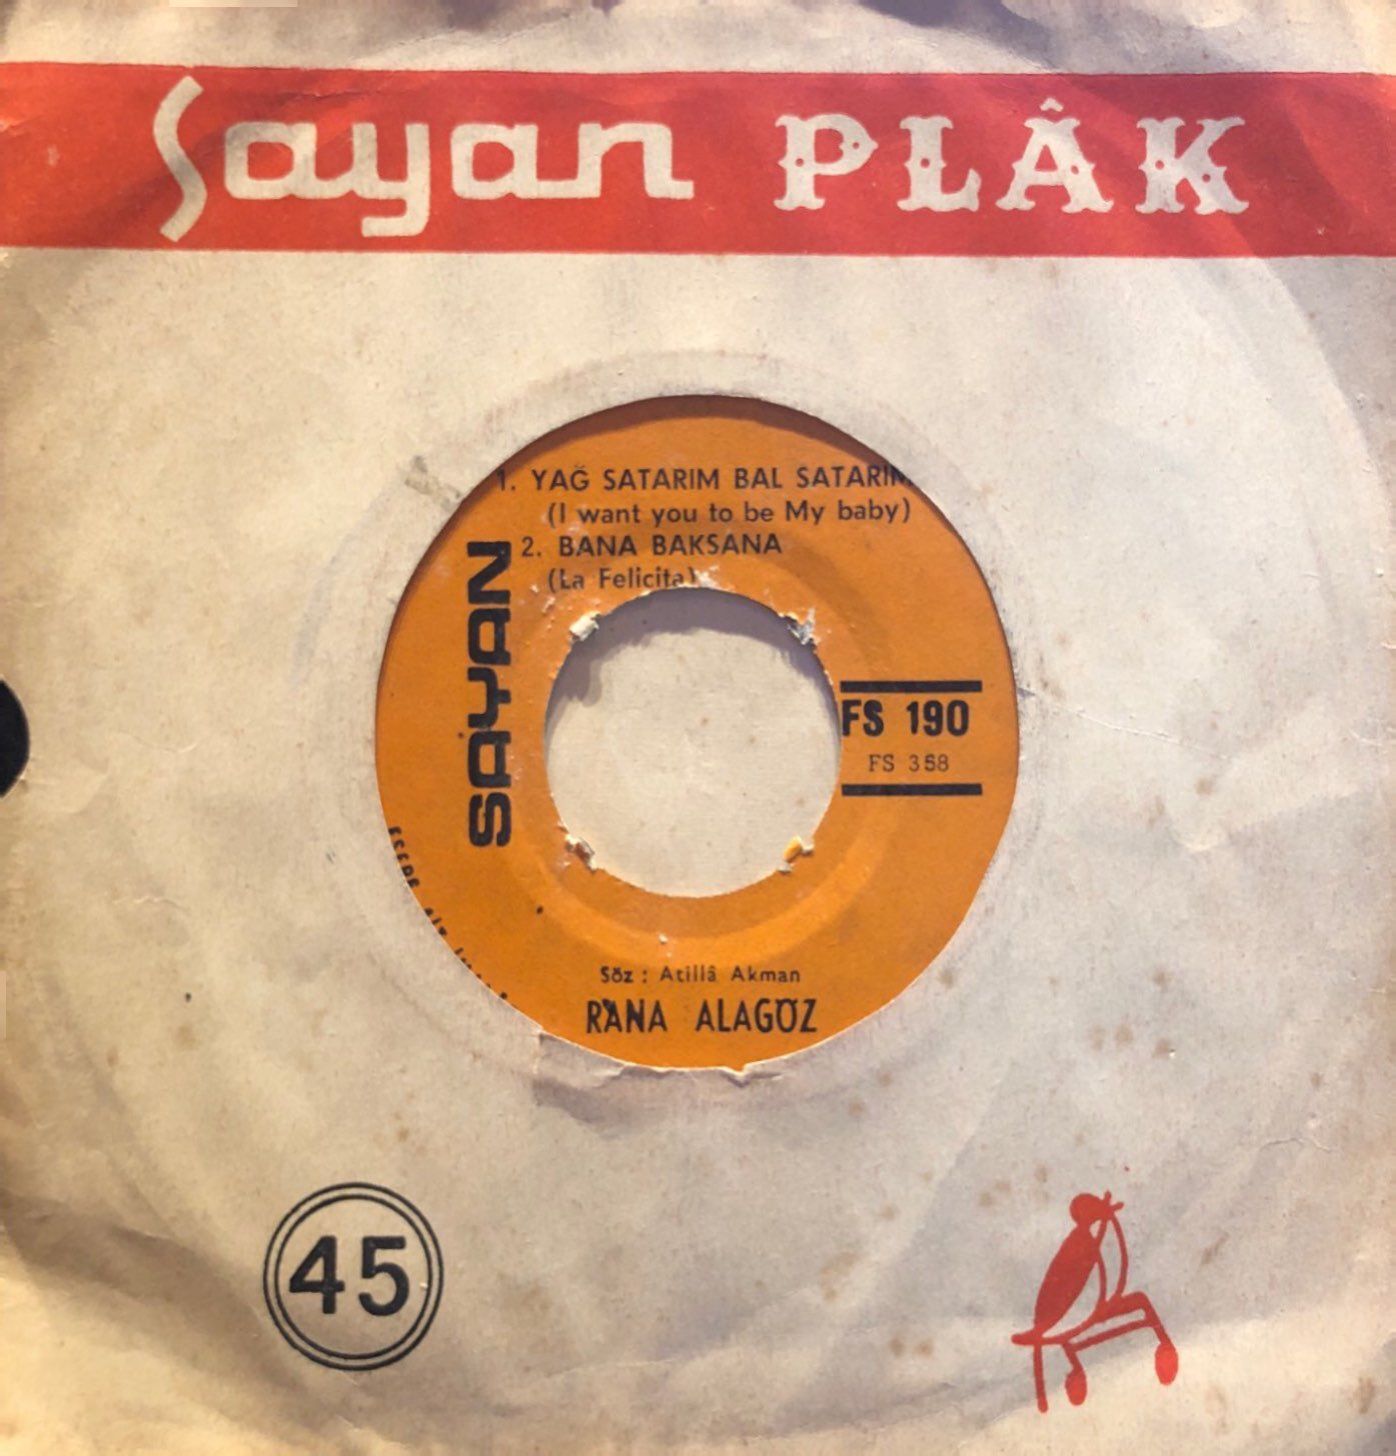 Sayan PLÂK
1. YAĞ SATARIM BAL SATARIM
(I want you to be My baby)
2. BANA BAKSANA
(La Felicita)
SAYAN
FS 190
FS 358
Söz : Atillâ Akman
RANA ALAGÖZ
45